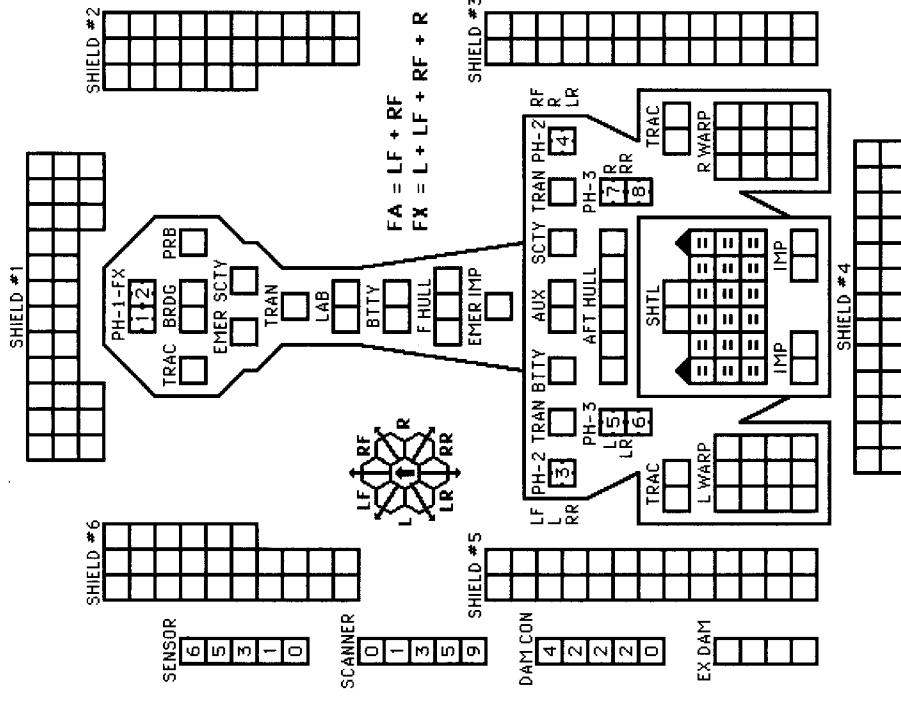 SHIELD #1
SHIELD #6
SHIELD #2
PH-1-FX
1 2
TRAC BRDG PRB
EMER SCTY
TRAN
LAB
BTTY
F HULL
EMER IMP
FA = LF + RF
FX = L + LF + RF + R
LF RF
L R
LR RR
SENSOR
6
5
3
1
0
SCANNER
0
1
3
5
9
DAM CON
4
2
2
2
0
EX DAM
SHIELD #5
SHIELD #3
LF
L
RR
PH-2 TRAN BTTY AUX SCTY TRAN PH-2
3
4
RF
R
LR
PH-3
L
LR
5
6
AFT HULL
PH-3
7
8
R
RR
TRAC
L WARP
SHTL
IMP
IMP
TRAC
R WARP
SHIELD #4